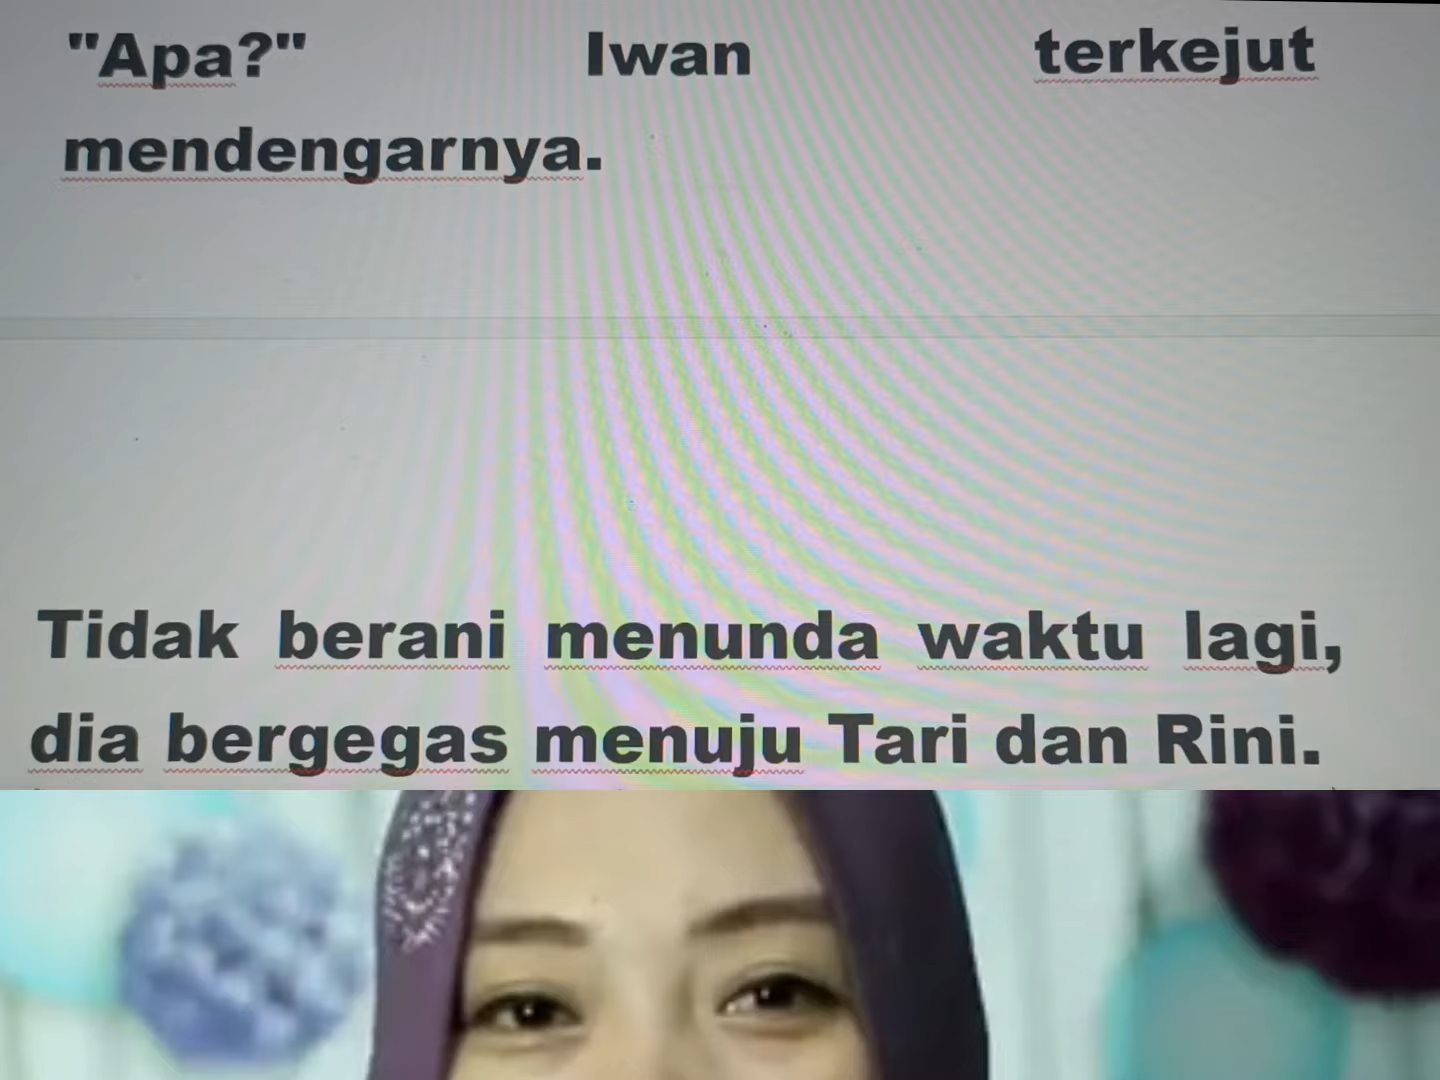 "Apa?" Iwan terkejut
mendengarnya.
Tidak berani menunda waktu lagi,
dia bergegas menuju Tari dan Rini.